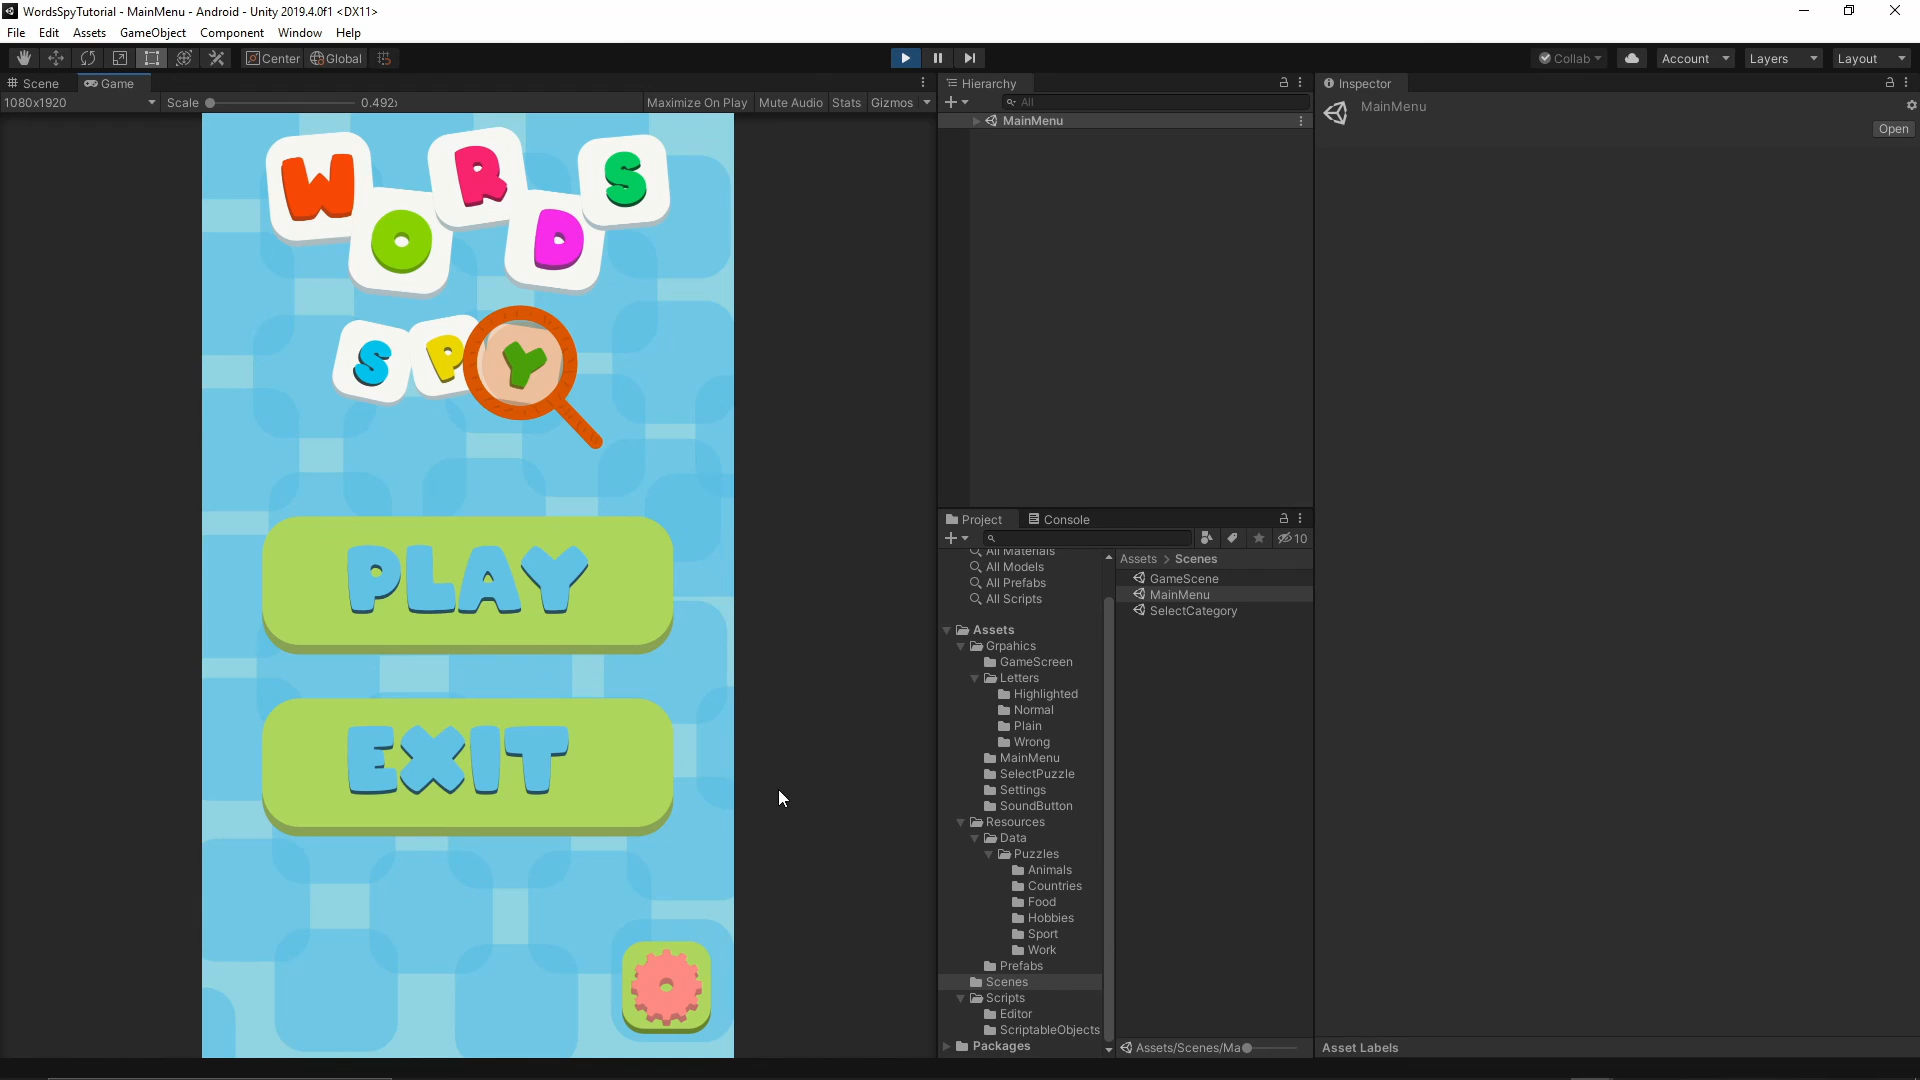 WordsSpyTutorial - MainMenu - Android - Unity 2019.4.0f1 <DX11>
File Edit Assets GameObject Component Window Help
Center Global Collab Account Layers Layout
Scene Game
1080x1920 Scale 0.492x Maximize On Play Mute Audio Stats Gizmos
WORDS
SPY
PLAY
EXIT
Hierarchy
All
MainMenu
Project Console
10
All Materials
All Models
All Prefabs
All Scripts
Assets
Grpahics
GameScreen
Letters
Highlighted
Normal
Plain
Wrong
MainMenu
SelectPuzzle
Settings
SoundButton
Resources
Data
Puzzles
Animals
Countries
Food
Hobbies
Sport
Work
Prefabs
Scenes
Scripts
Editor
ScriptableObjects
Packages
Assets > Scenes
GameScene
MainMenu
SelectCategory
Assets/Scenes/Ma
Inspector
MainMenu
Open
Asset Labels